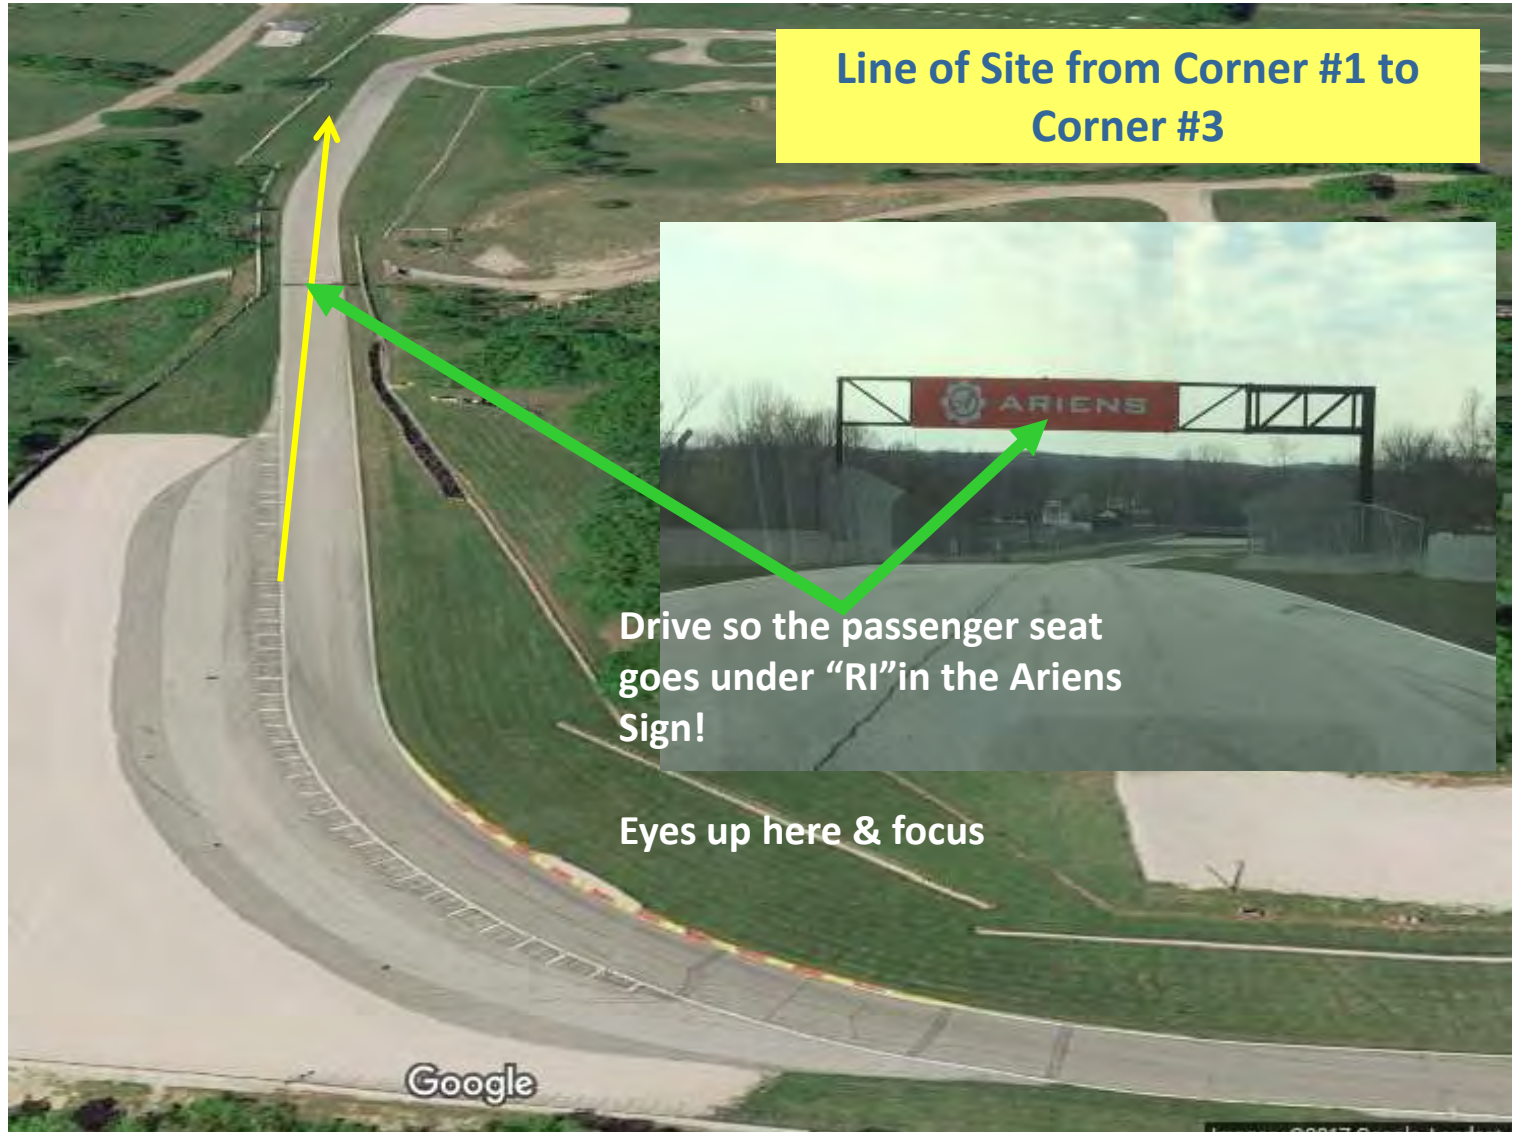 Line of Site from Corner #1 to
Corner #3
ARIENS
Drive so the passenger seat
goes under “RI”in the Ariens
Sign!
Eyes up here & focus
Google